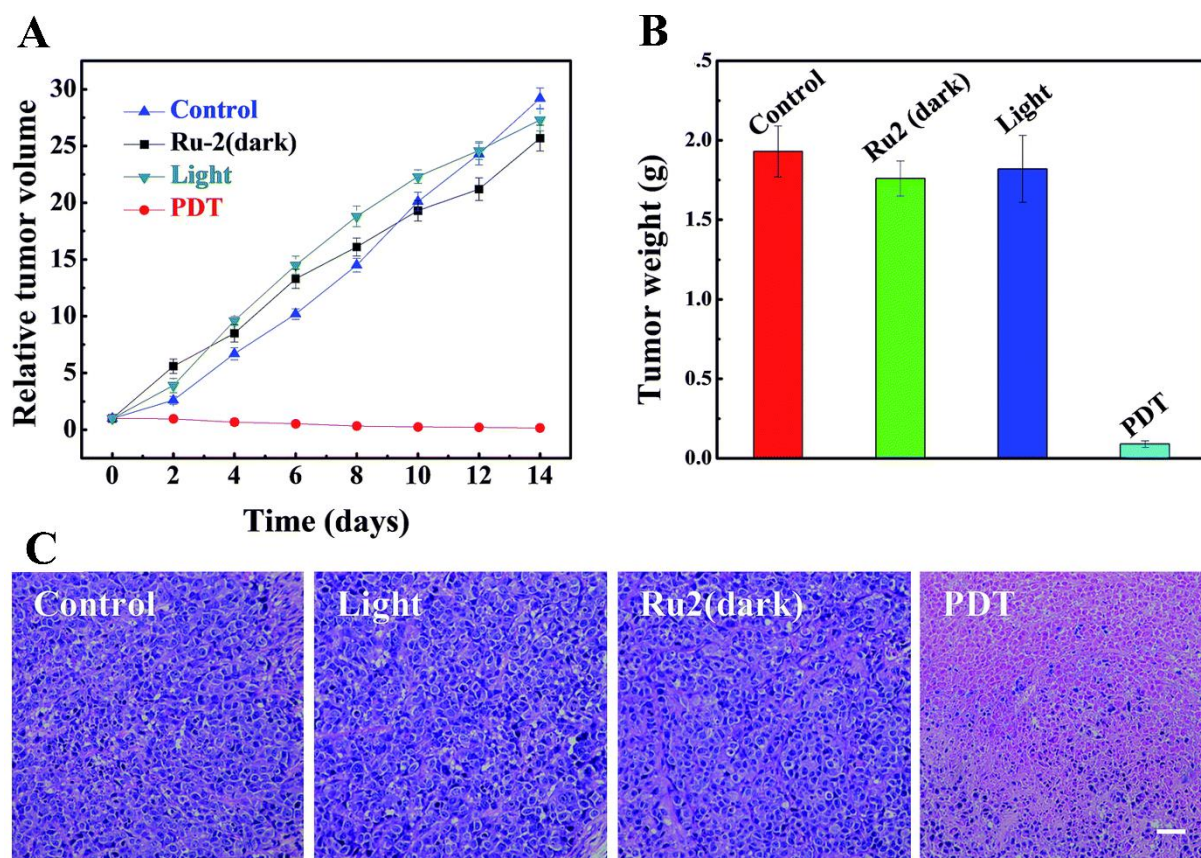 A
Relative tumor volume
30
25
20
15
10
5
0
Control
Ru-2(dark)
Light
PDT
0 2 4 6 8 10 12 14
Time (days)
B
Tumor weight (g)
.5
2.0
1.5
1.0
0.5
0.0
Control
Ru2 (dark)
Light
PDT
C
Control
Light
Ru2(dark)
PDT